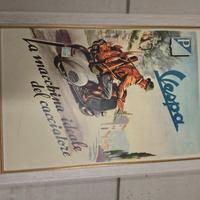 P
Vespa
La macchina ideale
del cacciatore